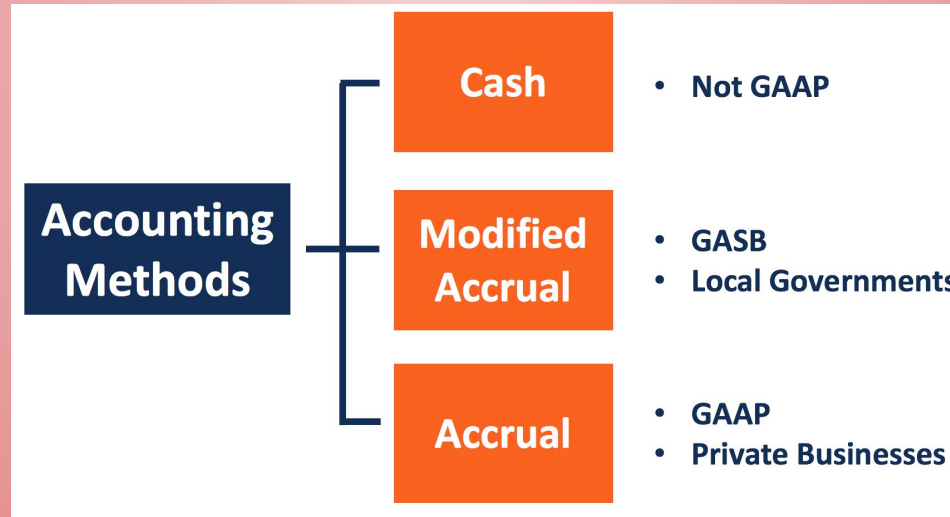 Cash
• Not GAAP
Accounting
Methods
Modified
Accrual
• GASB
• Local Governments
Accrual
• GAAP
• Private Businesses